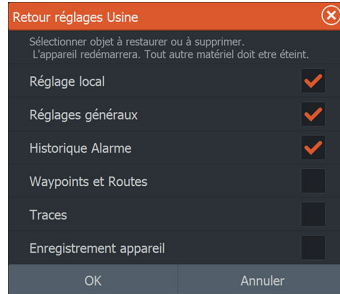 Retour réglages Usine
Sélectionner objet à restaurer ou à supprimer.
L'appareil redémarrera. Tout autre matériel doit etre éteint.
Réglage local
Réglages généraux
Historique Alarme
Waypoints et Routes
Traces
Enregistrement appareil
OK
Annuler